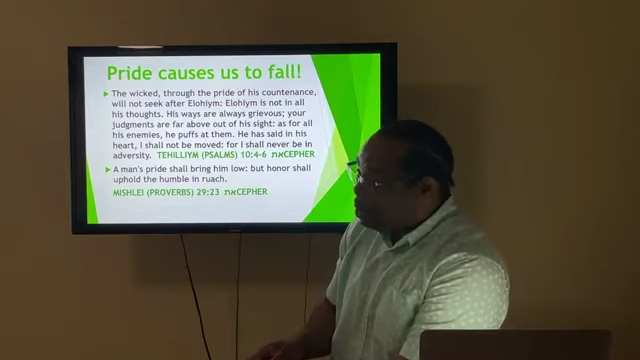 Pride causes us to fall!
The wicked, through the pride of his countenance,
will not seek after Elohiym: Elohiym is not in all
his thoughts. His ways are always grievous; your
judgments are far above out of his sight: as for all
his enemies, he puffs at them. He has said in his
heart, I shall not be moved: for I shall never be in
adversity. TEHILLIYM (PSALMS) 10:4-6 את CEPHER
A man's pride shall bring him low: but honor shall
uphold the humble in ruach.
MISHLEI (PROVERBS) 29:23 את CEPHER